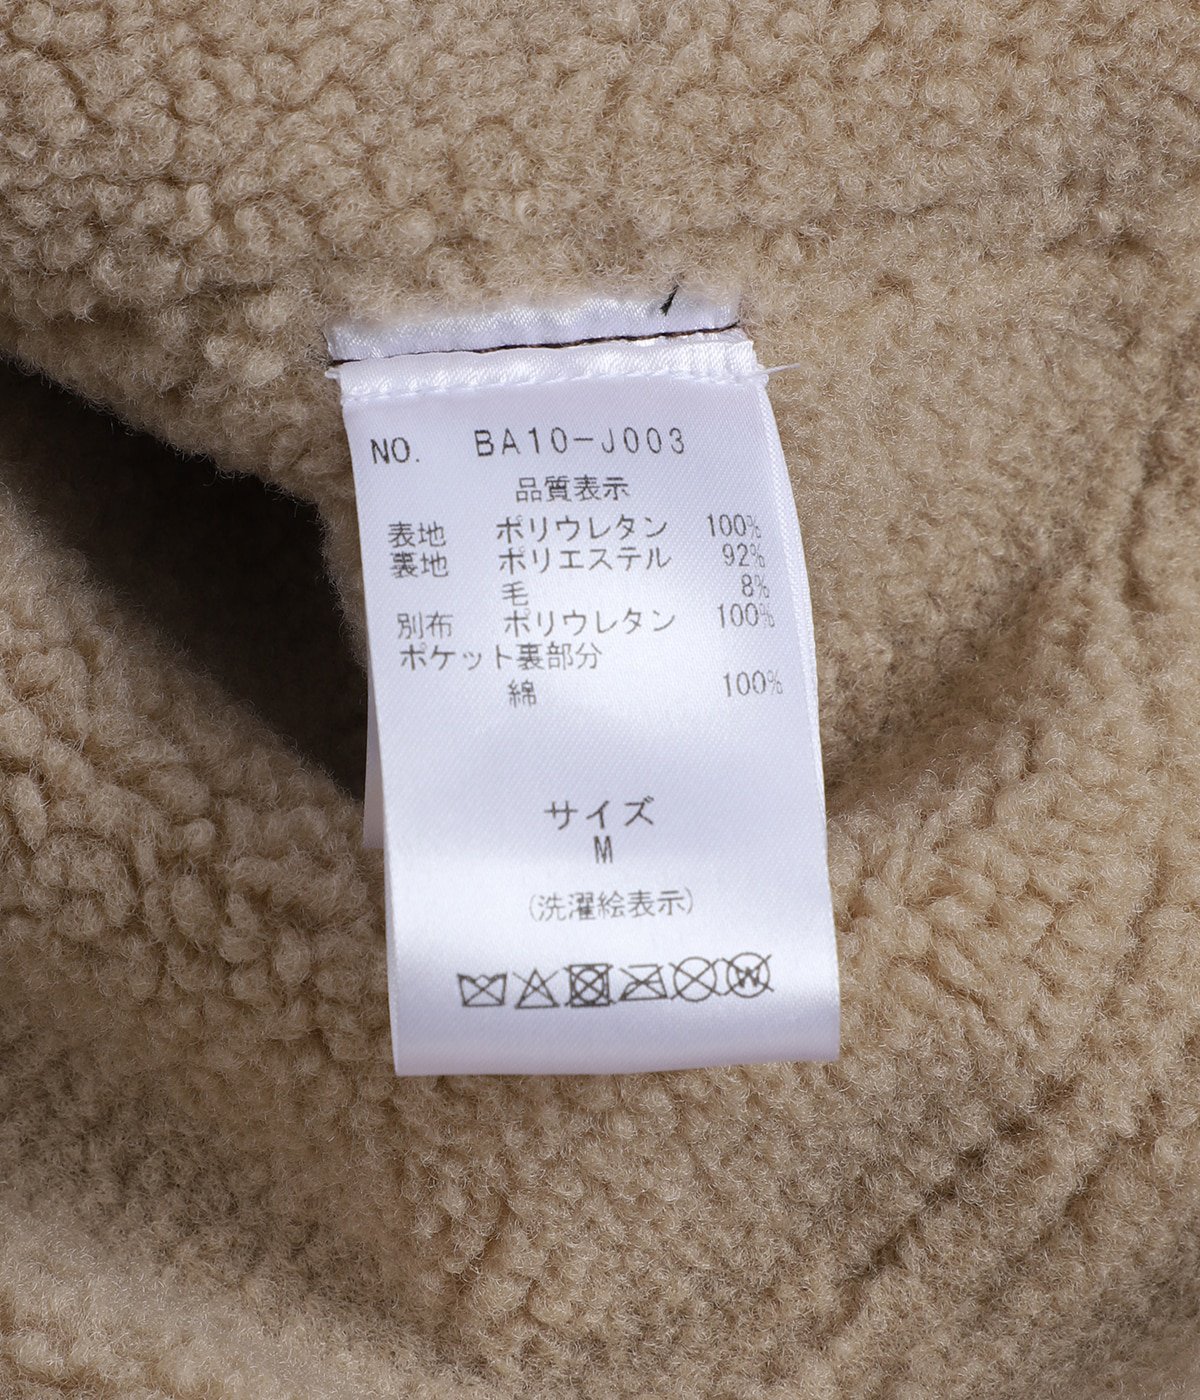 NO. BA10-J003
品質表示
表地 ポリウレタン 100%
裏地 ポリエステル 92%
毛 8%
別布 ポリウレタン 100%
ポケット裏部分
綿 100%
サイズ
M
(洗濯絵表示)
W